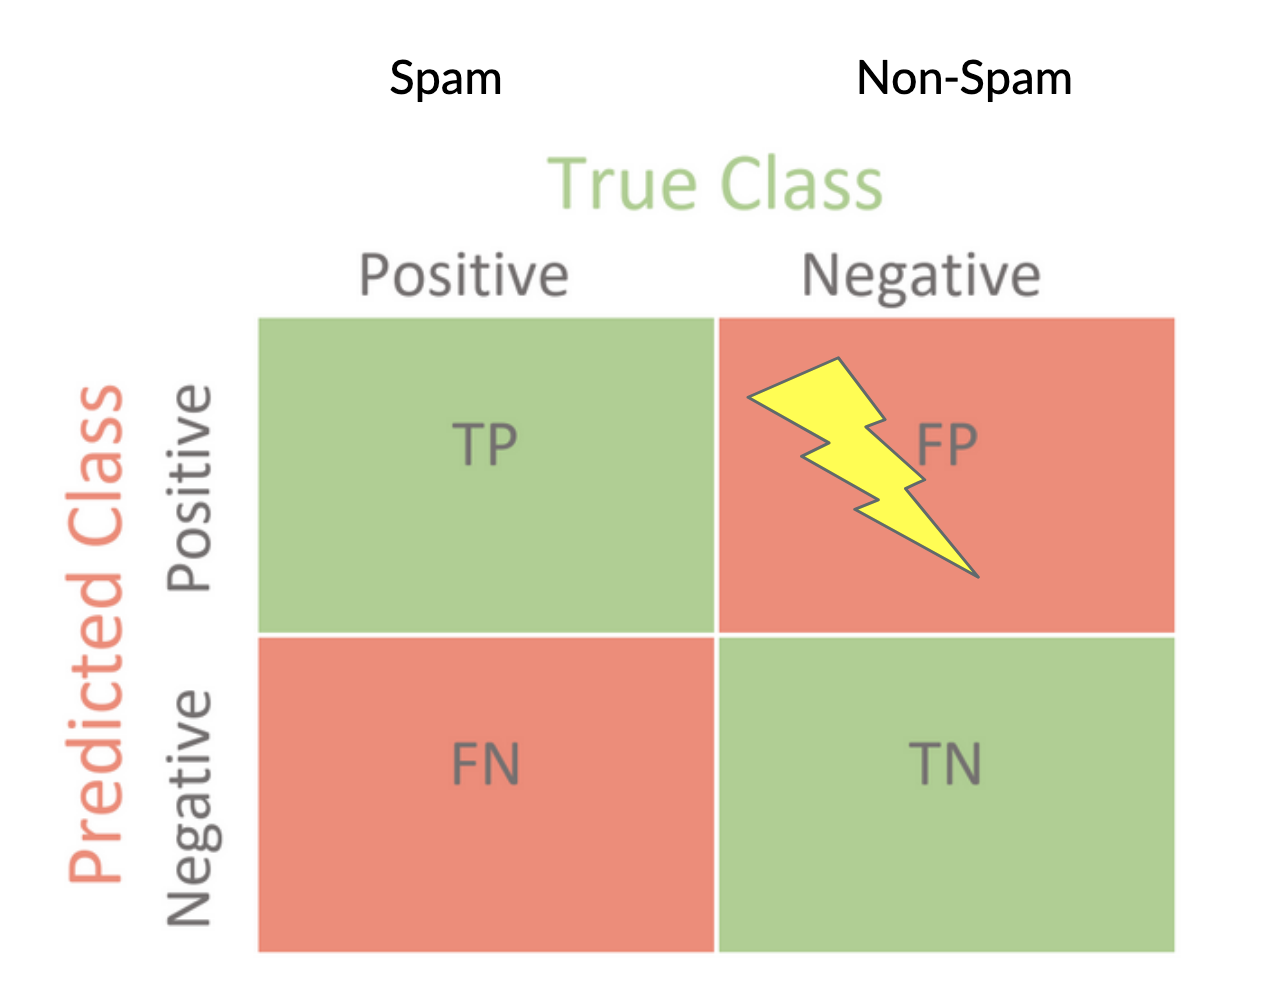 Spam Non-Spam
True Class
Positive Negative
Predicted Class
Positive
TP FP
Negative
FN TN